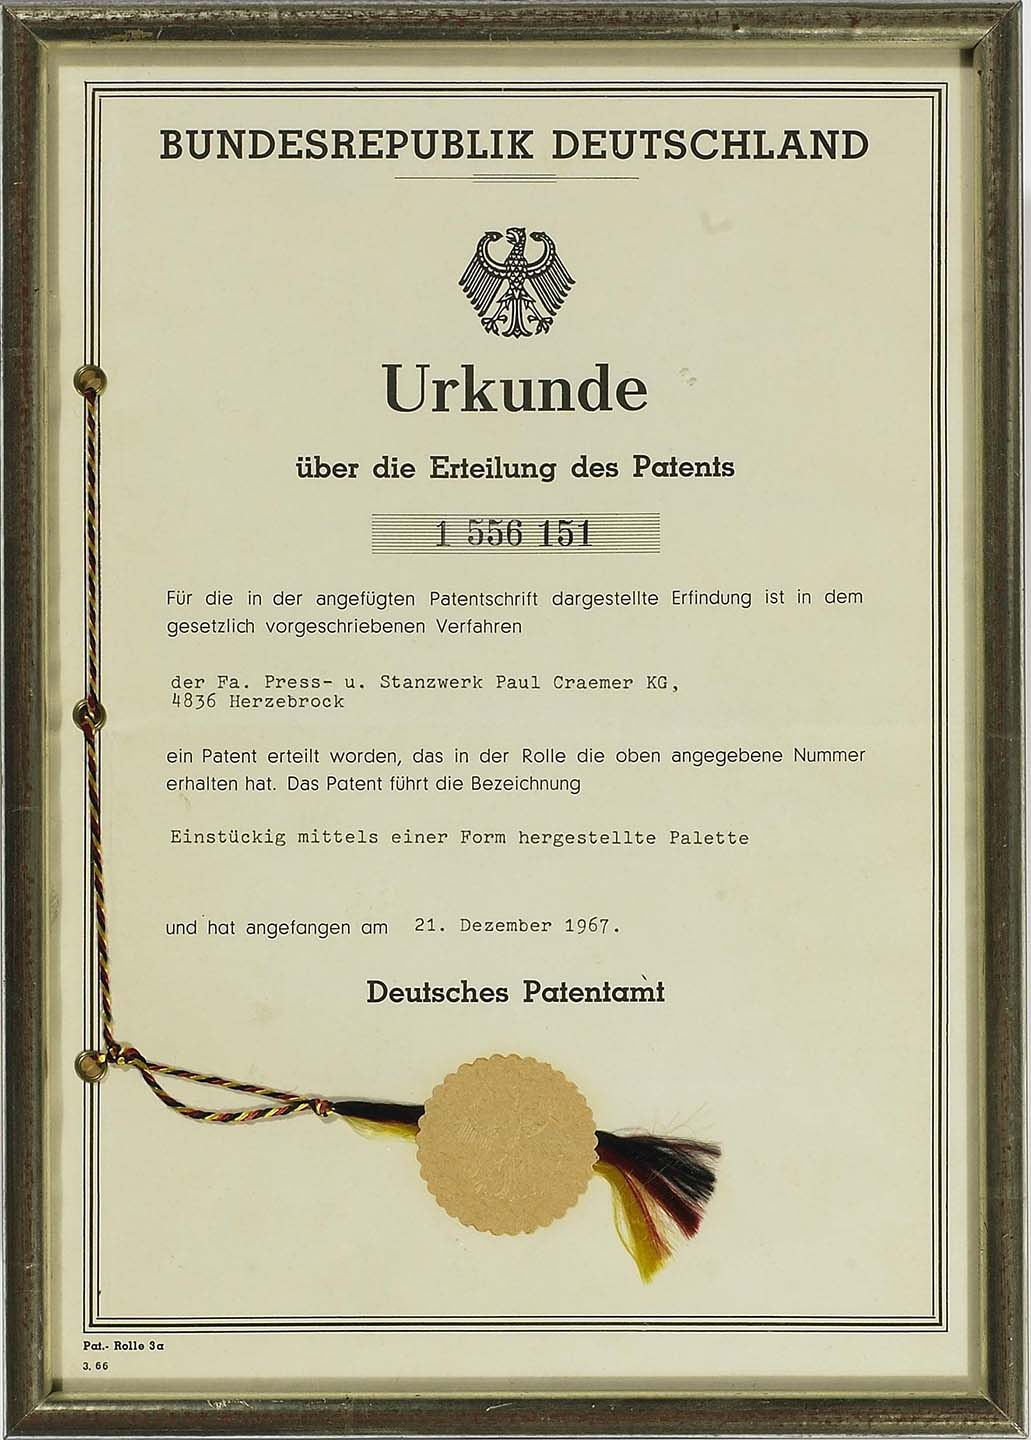 BUNDESREPUBLIK DEUTSCHLAND
Urkunde
über die Erteilung des Patents
1 556 151
Für die in der angefügten Patentschrift dargestellte Erfindung ist in dem
gesetzlich vorgeschriebenen Verfahren
der Fa. Press- u. Stanzwerk Paul Craemer KG,
4836 Herzebrock
ein Patent erteilt worden, das in der Rolle die oben angegebene Nummer
erhalten hat. Das Patent führt die Bezeichnung
Einstückig mittels einer Form hergestellte Palette
und hat angefangen am 21. Dezember 1967.
Deutsches Patentamt
Pat.- Rolle 3a
3. 66